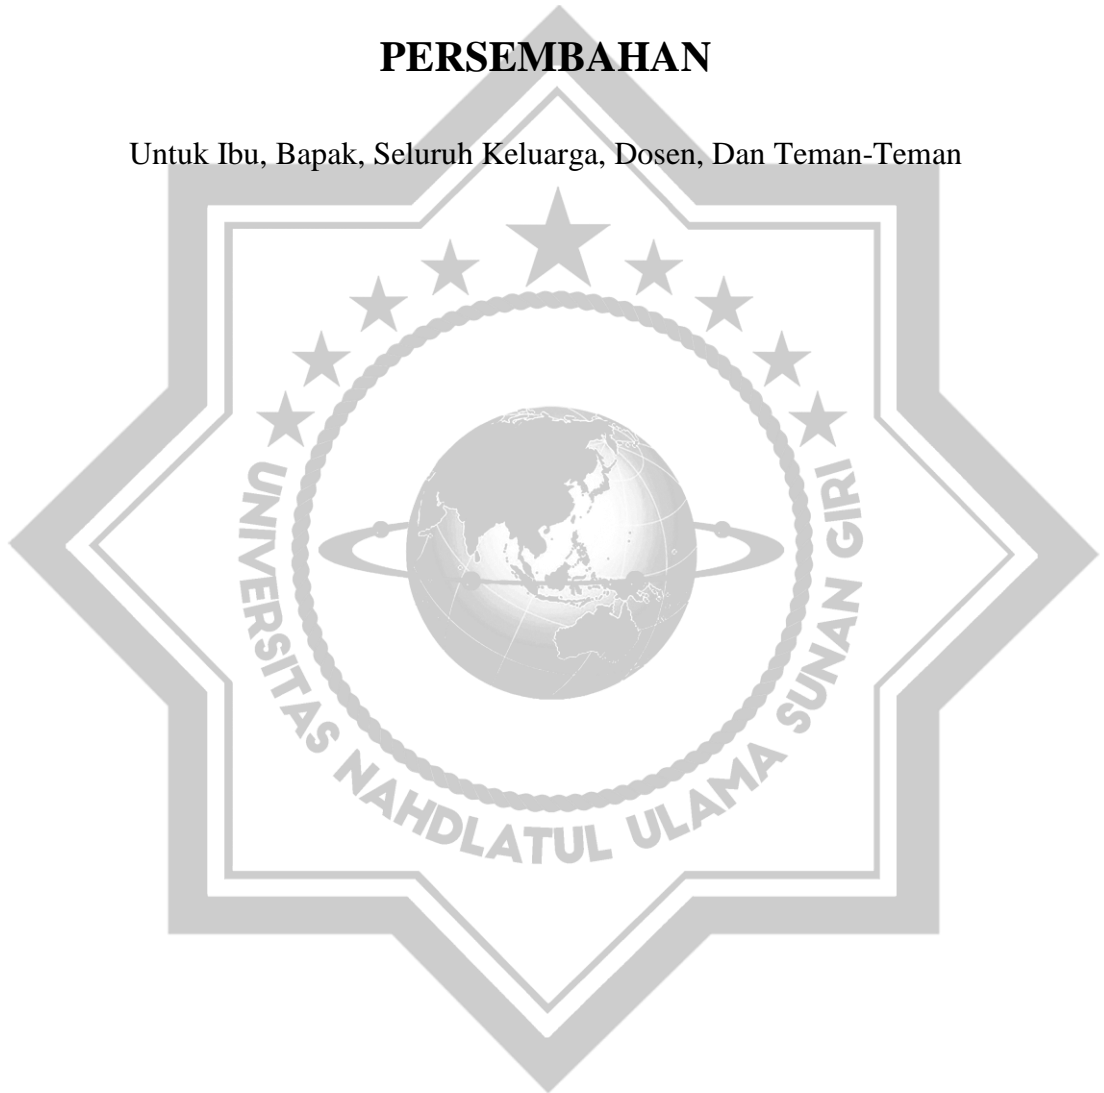 PERSEMBAHAN
Untuk Ibu, Bapak, Seluruh Keluarga, Dosen, Dan Teman-Teman
UNIVERSITAS NAHDLATUL ULAMA SUNAN GIRI